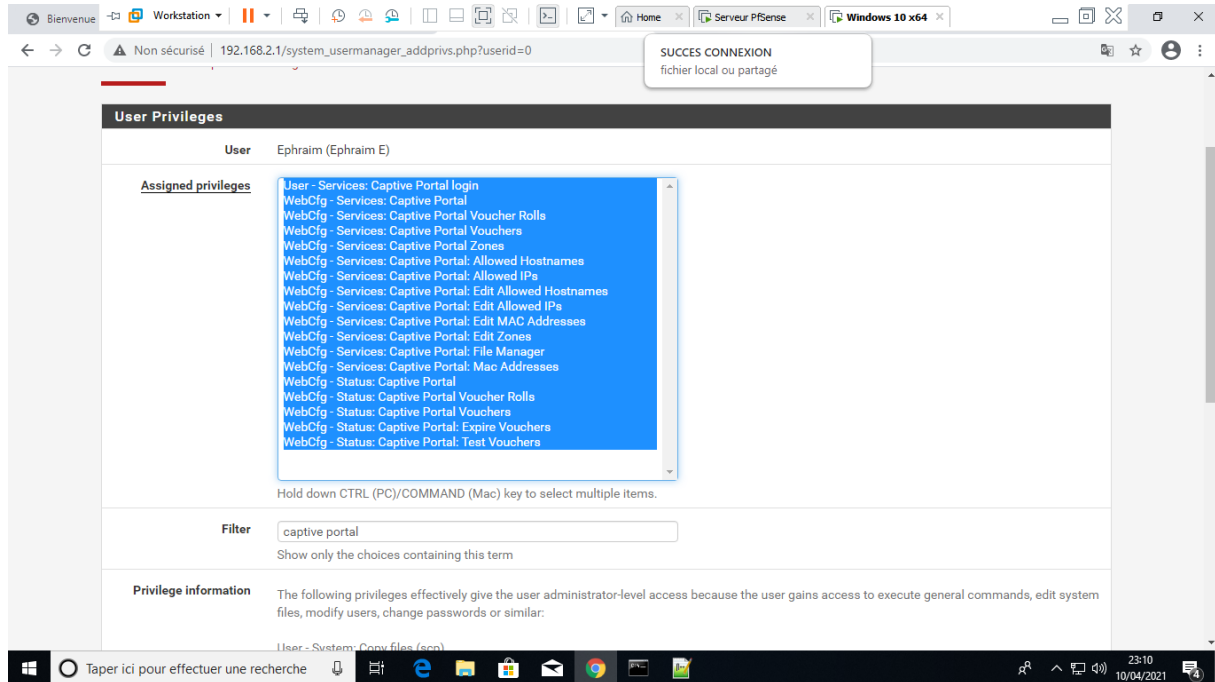 Bienvenue
Workstation
Home
Serveur PfSense
Windows 10 x64
Non sécurisé | 192.168.2.1/system_usermanager_addprivs.php?userid=0
SUCCES CONNEXION
fichier local ou partagé
User Privileges
User
Ephraim (Ephraim E)
Assigned privileges
User - Services: Captive Portal login
WebCfg - Services: Captive Portal
WebCfg - Services: Captive Portal Voucher Rolls
WebCfg - Services: Captive Portal Vouchers
WebCfg - Services: Captive Portal Zones
WebCfg - Services: Captive Portal: Allowed Hostnames
WebCfg - Services: Captive Portal: Allowed IPs
WebCfg - Services: Captive Portal: Edit Allowed Hostnames
WebCfg - Services: Captive Portal: Edit Allowed IPs
WebCfg - Services: Captive Portal: Edit MAC Addresses
WebCfg - Services: Captive Portal: Edit Zones
WebCfg - Services: Captive Portal: File Manager
WebCfg - Services: Captive Portal: Mac Addresses
WebCfg - Status: Captive Portal
WebCfg - Status: Captive Portal Voucher Rolls
WebCfg - Status: Captive Portal Vouchers
WebCfg - Status: Captive Portal: Expire Vouchers
WebCfg - Status: Captive Portal: Test Vouchers
Hold down CTRL (PC)/COMMAND (Mac) key to select multiple items.
Filter
captive portal
Show only the choices containing this term
Privilege information
The following privileges effectively give the user administrator-level access because the user gains access to execute general commands, edit system
files, modify users, change passwords or similar:
User - System: Copy files (scp)
Taper ici pour effectuer une recherche
23:10
10/04/2021
4